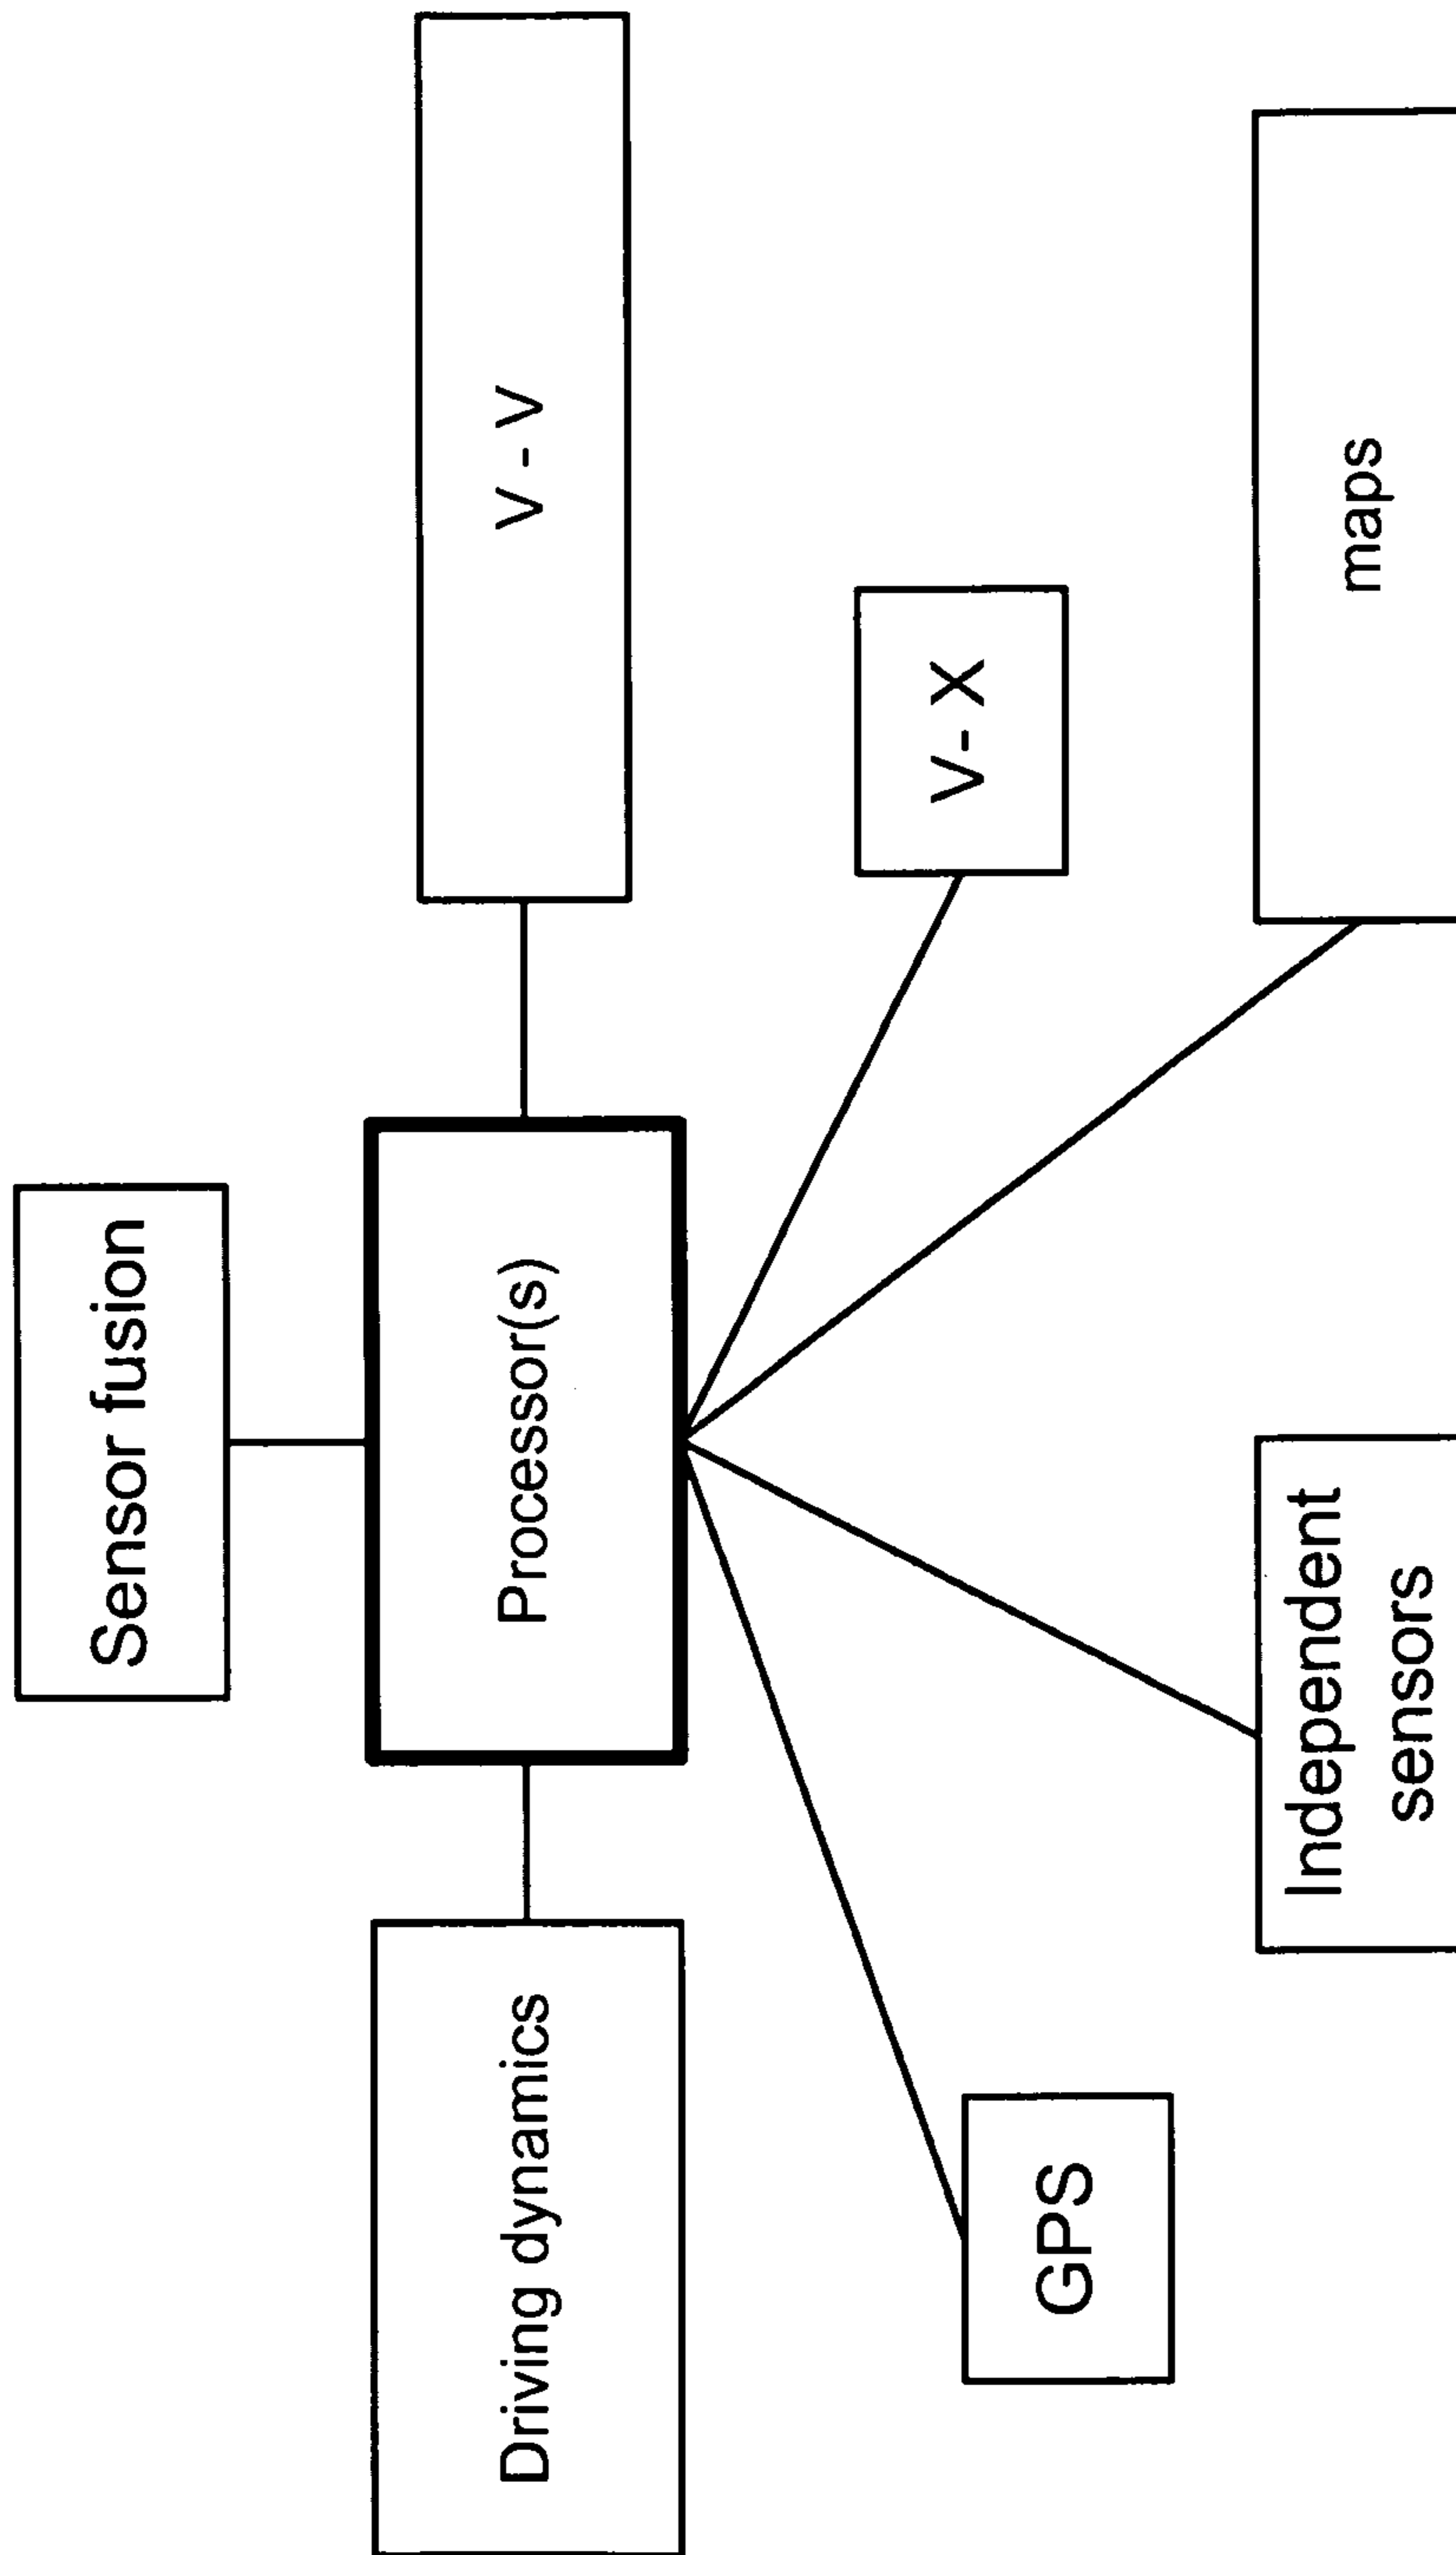 Sensor fusion
Driving dynamics
Processor(s)
V - V
GPS
V- X
Independent
sensors
maps